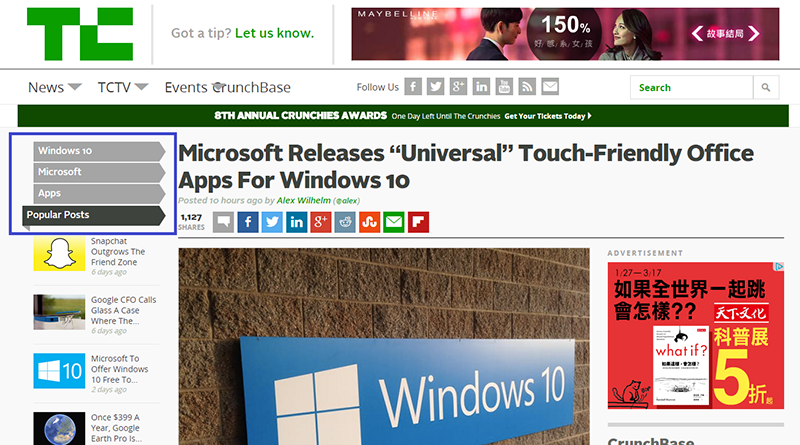 TC
Got a tip? Let us know.
MAYBELLINE
150%
好感系女孩
故事結局
News
TCTV
Events
CrunchBase
Follow Us
Search
8TH ANNUAL CRUNCHIES AWARDS One Day Left Until The Crunchies Get Your Tickets Today
Windows 10
Microsoft
Apps
Popular Posts
Microsoft Releases “Universal” Touch-Friendly Office
Apps For Windows 10
Posted 10 hours ago by Alex Wilhelm (@alex)
1,127
SHARES
Snapchat
Outgrows The
Friend Zone
6 days ago
Google CFO Calls
Glass A Case
Where The...
6 days ago
10
Microsoft To
Offer Windows
10 Free To...
2 days ago
Once $399 A
Year, Google
Earth Pro Is...
Windows 10
ADVERTISEMENT
1/27—3/17
如果全世界一起跳
會怎樣??
天下文化
科普展
5折起
what if?
CrunchBase